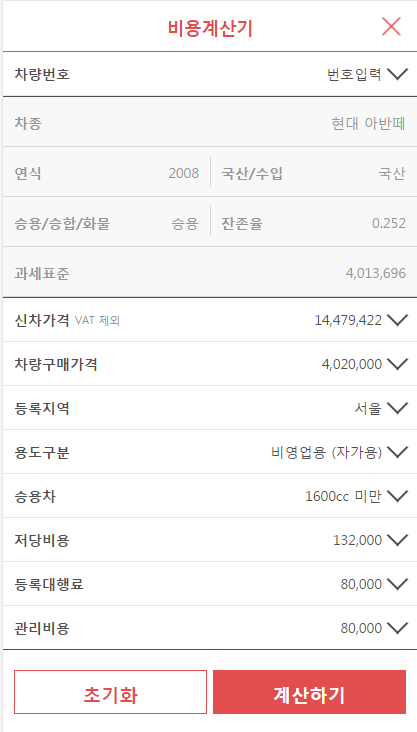 비용계산기
차량번호 번호입력
차종 현대 아반떼
연식 2008 국산/수입 국산
승용/승합/화물 승용 잔존율 0.252
과세표준 4,013,696
신차가격 VAT 제외 14,479,422
차량구매가격 4,020,000
등록지역 서울
용도구분 비영업용 (자가용)
승용차 1600cc 미만
저당비용 132,000
등록대행료 80,000
관리비용 80,000
초기화 계산하기